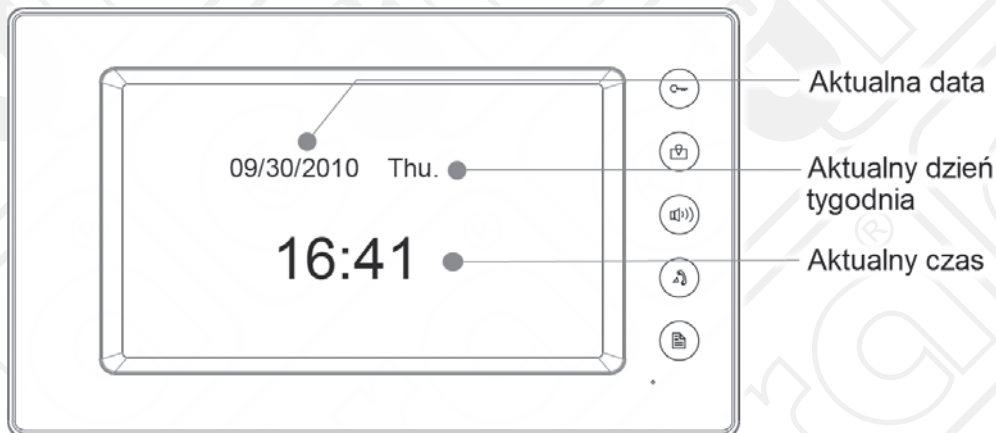 Aktualna data
09/30/2010 Thu.
Aktualny dzień
tygodnia
16:41
Aktualny czas